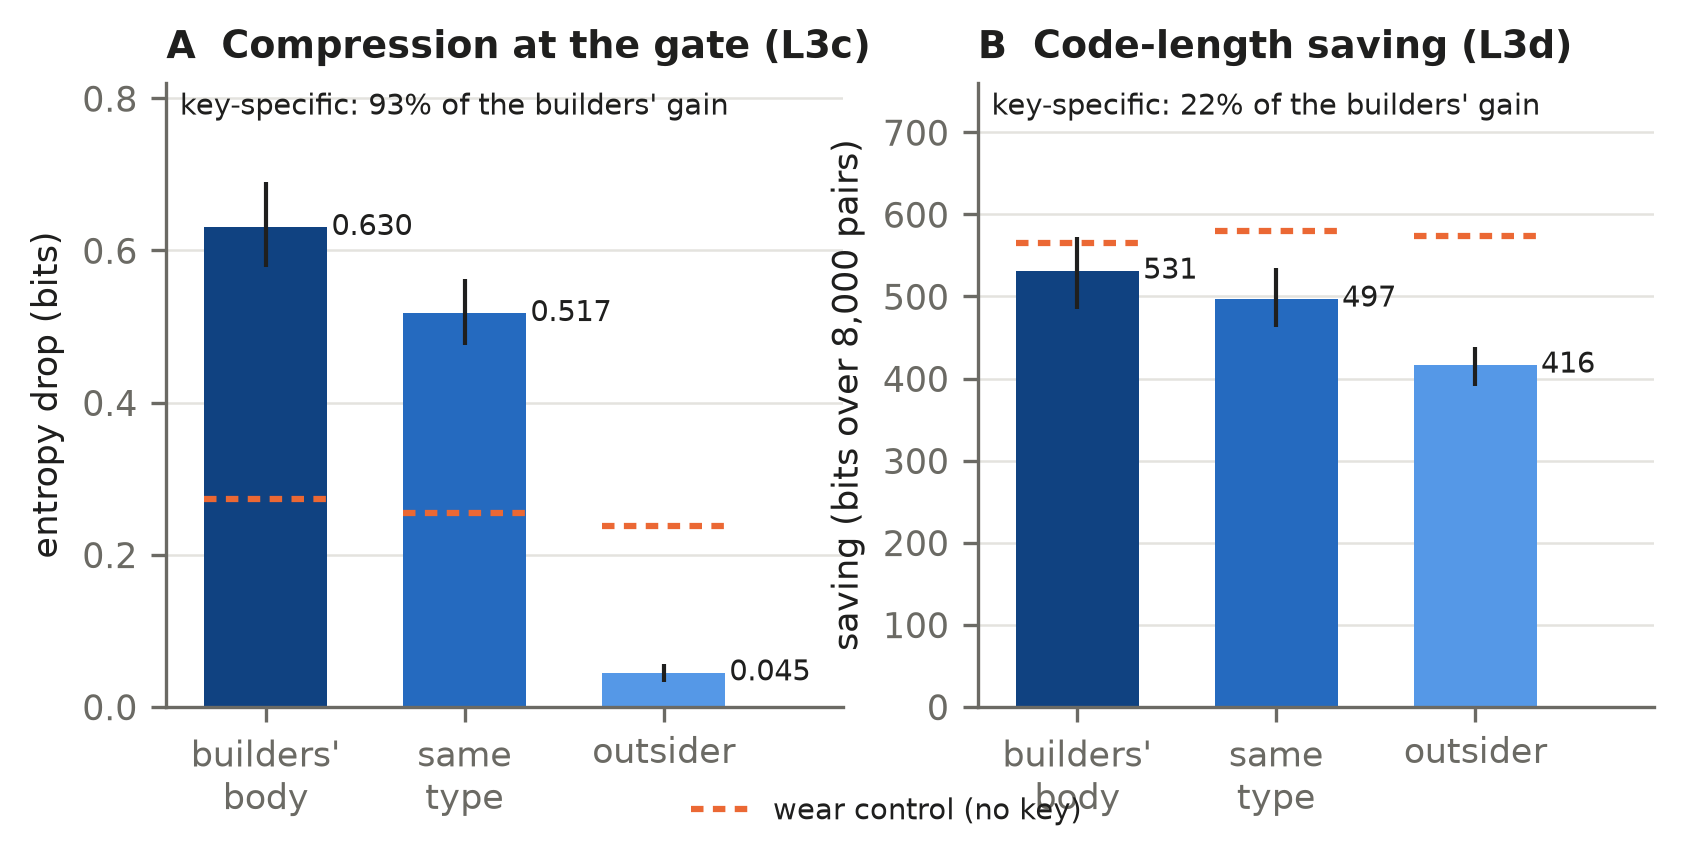 A Compression at the gate (L3c)
key-specific: 93% of the builders' gain
entropy drop (bits)
0.8
0.6
0.4
0.2
0.0
0.630
0.517
0.045
builders'
body
same
type
outsider
B Code-length saving (L3d)
key-specific: 22% of the builders' gain
saving (bits over 8,000 pairs)
700
600
500
400
300
200
100
0
531
497
416
builders'
body
same
type
outsider
wear control (no key)